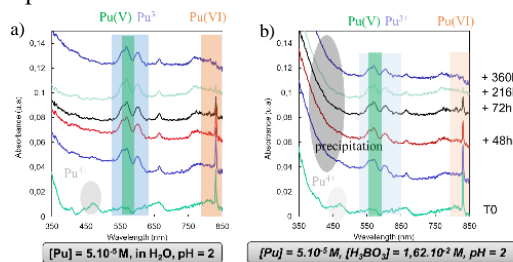 Pu(V) Pu³ Pu(VI)
a)
0,14
0,12
0,1
0,08
0,06
0,04
0,02
0
Absorbance (u.a)
350 450 550 650 750 850
Wavelength (nm)
[Pu] = 5.10⁻⁵ M, in H₂O, pH = 2
Pu(V) Pu³⁺ Pu(VI)
b)
0,14
0,12
0,1
0,08
0,06
0,04
0,02
0
Absorbance (u.a)
precipitation
+ 360h
+ 216h
+ 72h
+ 48h
T0
350 450 550 650 750 850
Wavelength (nm)
[Pu] = 5.10⁻⁵ M, [H₃BO₃] = 1,62.10⁻² M, pH = 2